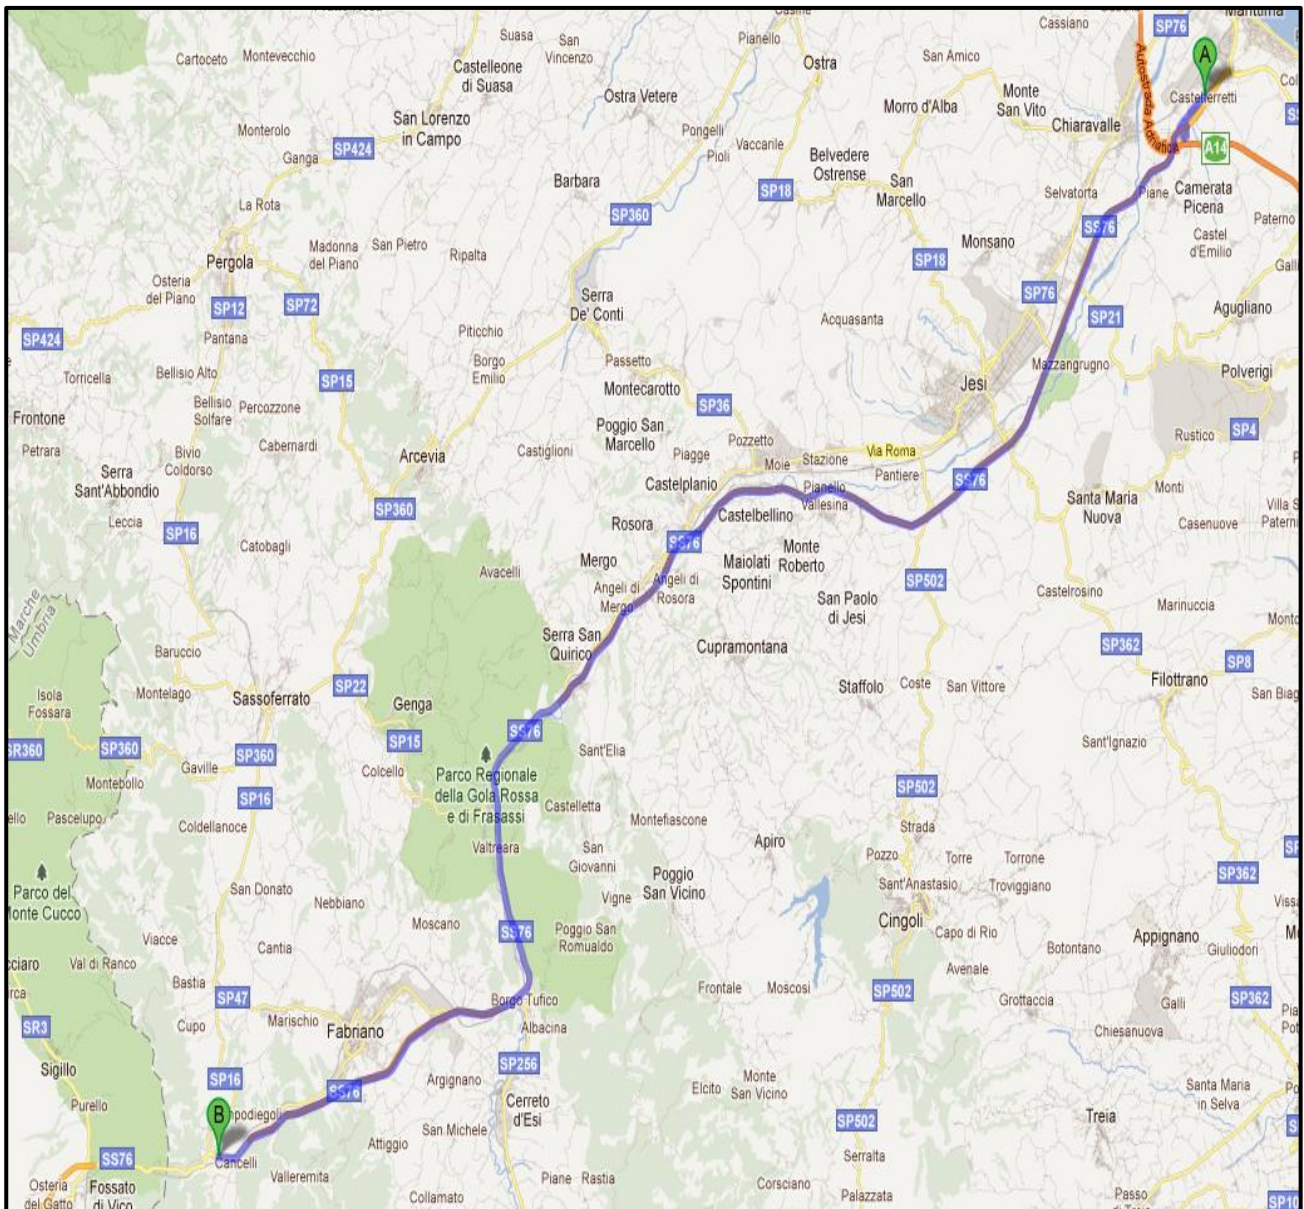 Cassiano
SP76
Marittima
Suasa
San
Vincenzo
Pianello
Cartoceto
Montevecchio
Castelleone
di Suasa
Ostra
San Amico
A
Autostrada Adriatica
Castelferretti
Ostra Vetere
Morro d'Alba
Monte
San Vito
Chiaravalle
San Lorenzo
in Campo
Monterolo
Ganga
SP424
Pongelli
Pioli
Vaccarile
A14
Belvedere
Ostrense
Barbara
SP18
San
Marcello
Selvatorta
Piane
Camerata
Picena
La Rota
SP360
SS76
Paterno
Castel
d'Emilio
Madonna
del Piano
San Pietro
Ripalta
Monsano
Pergola
SP18
Osteria
del Piano
SP12
SP72
Serra
De' Conti
SP76
SP21
Agugliano
Acquasanta
SP424
Pantana
Piticchio
Borgo
Emilio
Passetto
Mazzangrugno
Polverigi
Torricella
Bellisio Alto
SP15
Montecarotto
Jesi
Bellisio
Solfare
Percozzone
SP36
Frontone
Petrara
Cabernardi
Poggio San
Marcello
Pozzetto
SP4
Rustico
Bivio
Coldorso
Arcevia
Castiglioni
Piagge
Moie
Stazione
Via Roma
Pantiere
Serra
Sant'Abbondio
Castelplanio
Pianello
Vallesina
SS76
Monti
Santa Maria
Nuova
Leccia
SP360
Rosora
Castelbellino
Casenuove
SP16
Catobagli
SS76
Mergo
Maiolati
Spontini
Monte
Roberto
Avacelli
Angeli di
Mergo
Angeli di
Rosora
SP502
Castelrosino
Marche
Umbria
San Paolo
di Jesi
Marinuccia
Serra San
Quirico
Cupramontana
SP362
SP8
Baruccio
Filottrano
Montelago
Sassoferrato
SP22
Staffolo
Coste
San Vittore
Isola
Fossara
Genga
SS76
SR360
SP360
SP360
SP15
Sant'Elia
Sant'Ignazio
Gaville
Colcello
Montebollo
Parco Regionale
della Gola Rossa
e di Frasassi
SP16
SP502
Castelletta
Pascelupo
Coldellanoce
Montefiascone
Strada
Valtreara
San
Giovanni
Apiro
Pozzo
Torre
Torrone
Parco del
Monte Cucco
San Donato
Nebbiano
Vigne
Poggio
San Vicino
Sant'Anastasio
Troviggiano
SP362
Cingoli
Moscano
SS76
Poggio San
Romualdo
Capo di Rio
Viacce
Cantia
Botontano
Appignano
Giuliodori
Val di Ranco
Bastia
Avenale
SP47
Borgo Tufico
Frontale
Moscosi
SP502
Grottaccia
Galli
SP362
Cupo
Marischio
Fabriano
Albacina
Chiesanuova
SR3
SP256
Sigillo
SP16
SS76
Argignano
Elcito
Monte
San Vicino
Santa Maria
in Selva
Purello
B
Cerreto
d'Esi
Treia
San Michele
SP502
Attiggio
SS76
Cancelli
Valleremita
Serralta
Osteria
del Gatto
Fossato
di Vico
Piane
Rastia
Corsciano
Collamato
Palazzata
Passo